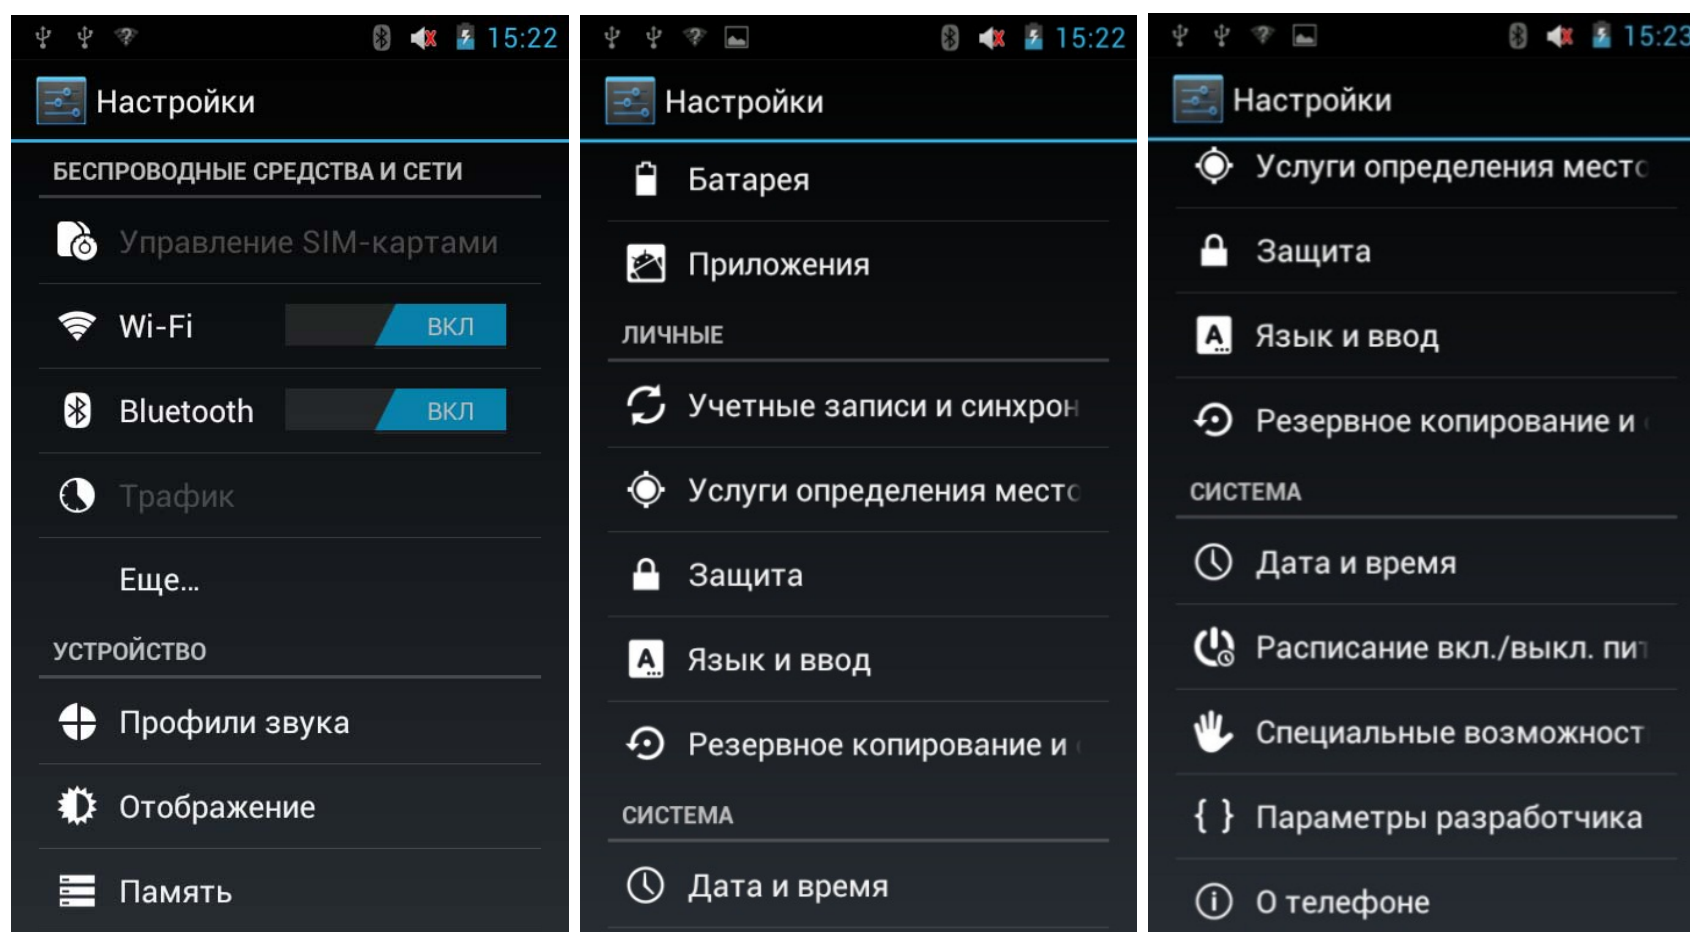 15:22
Настройки
БЕСПРОВОДНЫЕ СРЕДСТВА И СЕТИ
Управление SIM-картами
Wi-Fi ВКЛ
Bluetooth ВКЛ
Трафик
Еще...
УСТРОЙСТВО
Профили звука
Отображение
Память
15:22
Настройки
Батарея
Приложения
ЛИЧНЫЕ
Учетные записи и синхрон
Услуги определения место
Защита
Язык и ввод
Резервное копирование и
СИСТЕМА
Дата и время
15:23
Настройки
Услуги определения место
Защита
Язык и ввод
Резервное копирование и
СИСТЕМА
Дата и время
Расписание вкл./выкл. пит
Специальные возможност
Параметры разработчика
О телефоне